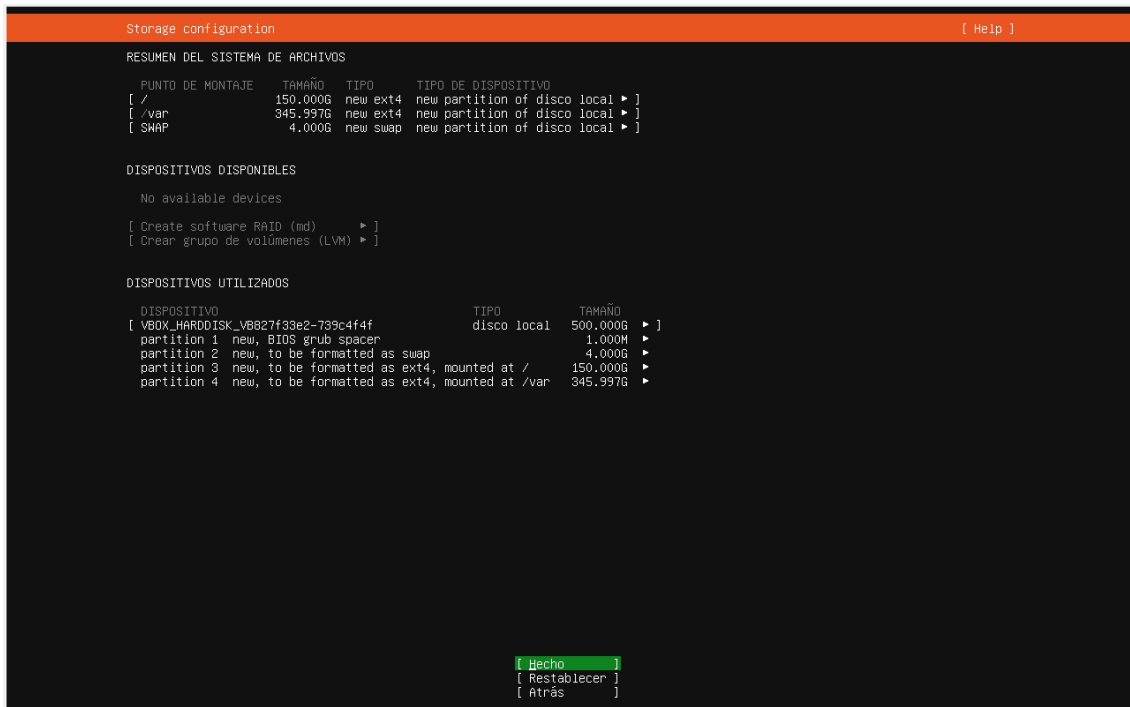 Storage configuration [ Help ]
RESUMEN DEL SISTEMA DE ARCHIVOS
PUNTO DE MONTAJE TAMAÑO TIPO TIPO DE DISPOSITIVO
[ / 150.000G new ext4 new partition of disco local ▸ ]
[ /var 345.997G new ext4 new partition of disco local ▸ ]
[ SWAP 4.000G new swap new partition of disco local ▸ ]
DISPOSITIVOS DISPONIBLES
No available devices
[ Create software RAID (md) ▸ ]
[ Crear grupo de volúmenes (LVM) ▸ ]
DISPOSITIVOS UTILIZADOS
DISPOSITIVO TIPO TAMAÑO
[ VBOX_HARDDISK_VB827f33e2-739c4f4f disco local 500.000G ▸ ]
partition 1 new, BIOS grub spacer 1.000M ▸
partition 2 new, to be formatted as swap 4.000G ▸
partition 3 new, to be formatted as ext4, mounted at / 150.000G ▸
partition 4 new, to be formatted as ext4, mounted at /var 345.997G ▸
[ Hecho ]
[ Restablecer ]
[ Atrás ]